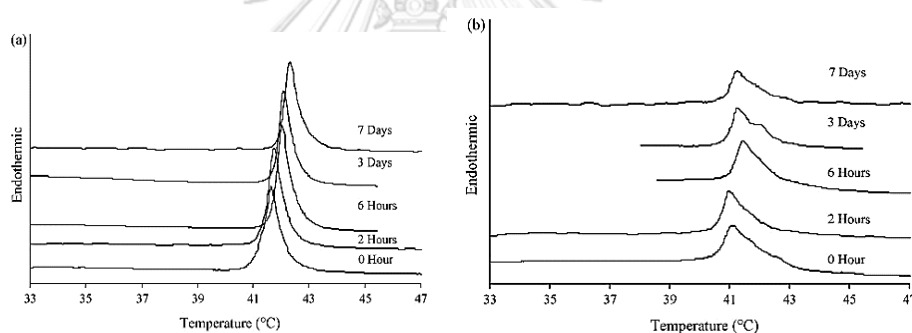 (a)
Endothermic
7 Days
3 Days
6 Hours
2 Hours
0 Hour
33 35 37 39 41 43 45 47
Temperature (°C)
(b)
Endothermic
7 Days
3 Days
6 Hours
2 Hours
0 Hour
33 35 37 39 41 43 45 47
Temperature (°C)